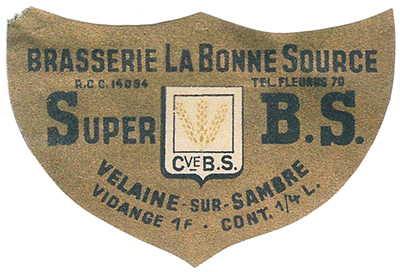 BRASSERIE LA BONNE SOURCE
R.C.C. 14094 TEL. FLEURUS 70
SUPER B.S.
CVE B.S.
VELAINE-SUR-SAMBRE
VIDANGE 1F. CONT. 1/4 L.